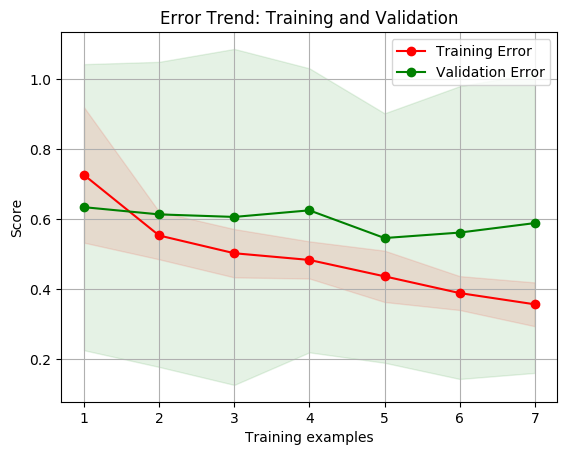 Error Trend: Training and Validation
Training Error
Validation Error
1.0
0.8
0.6
0.4
0.2
Score
1 2 3 4 5 6 7
Training examples